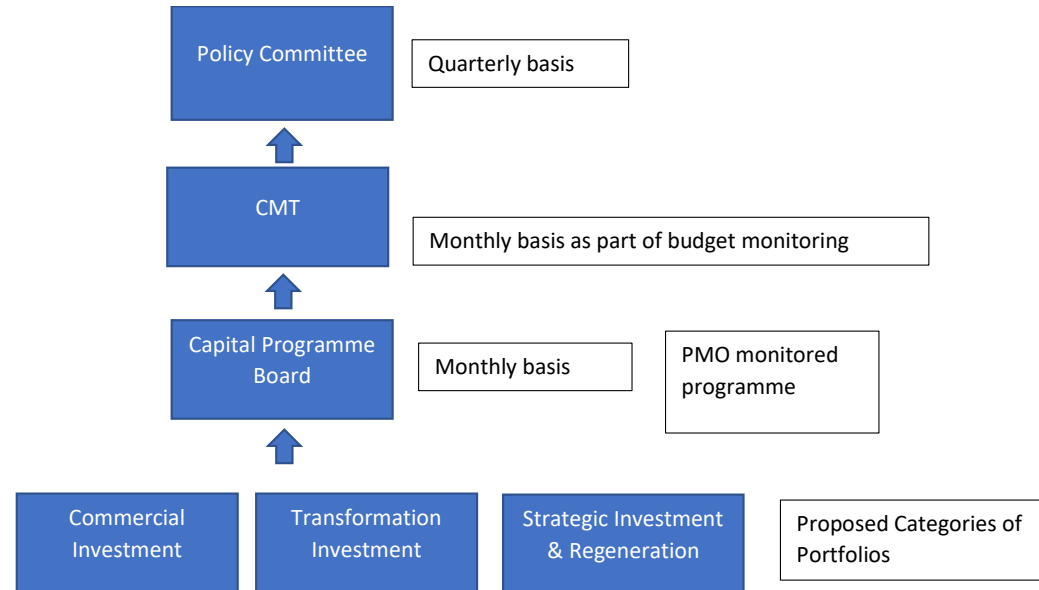 Policy Committee
Quarterly basis
CMT
Monthly basis as part of budget monitoring
Capital Programme
Board
Monthly basis
PMO monitored
programme
Commercial
Investment
Transformation
Investment
Strategic Investment
& Regeneration
Proposed Categories of
Portfolios